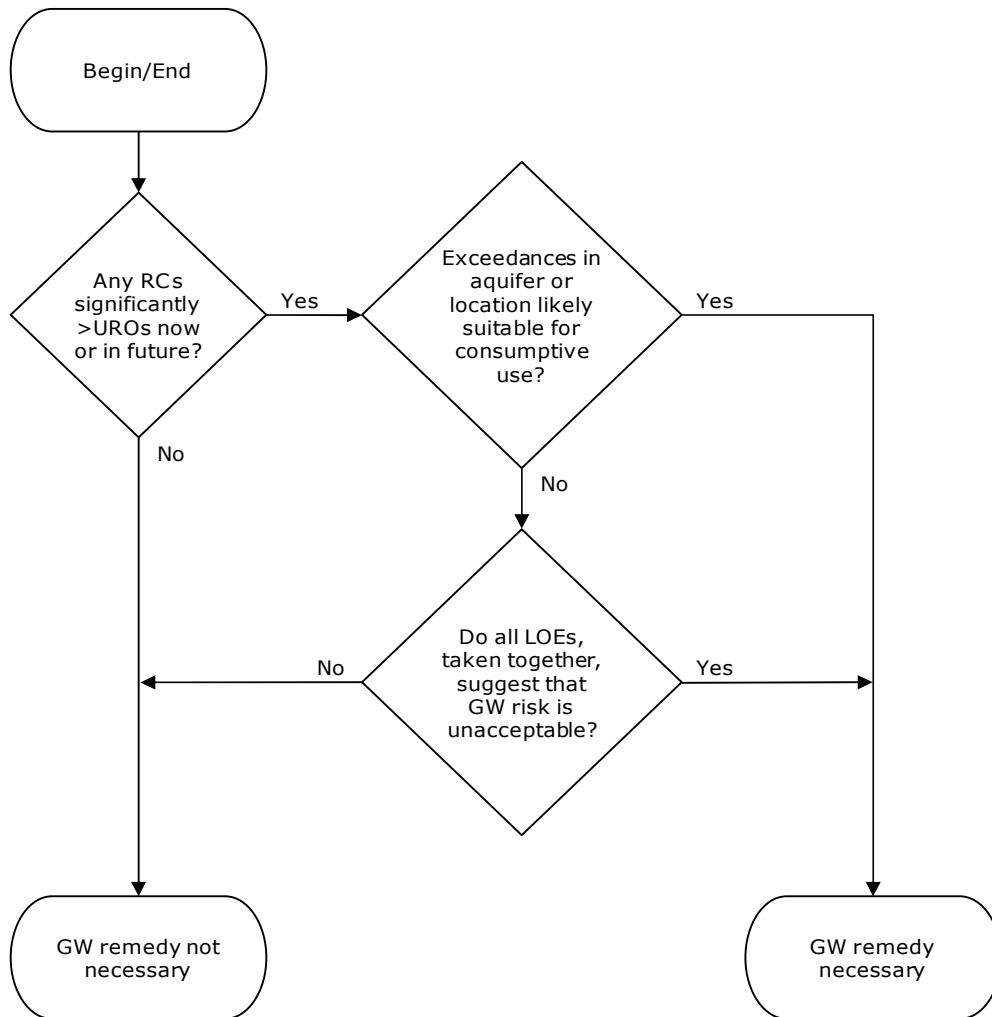 Begin/End
Any RCs
significantly
>UROs now
or in future?
Yes
Exceedances in
aquifer or
location likely
suitable for
consumptive
use?
Yes
No
No
Do all LOEs,
taken together,
suggest that
GW risk is
unacceptable?
No
Yes
GW remedy not
necessary
GW remedy
necessary